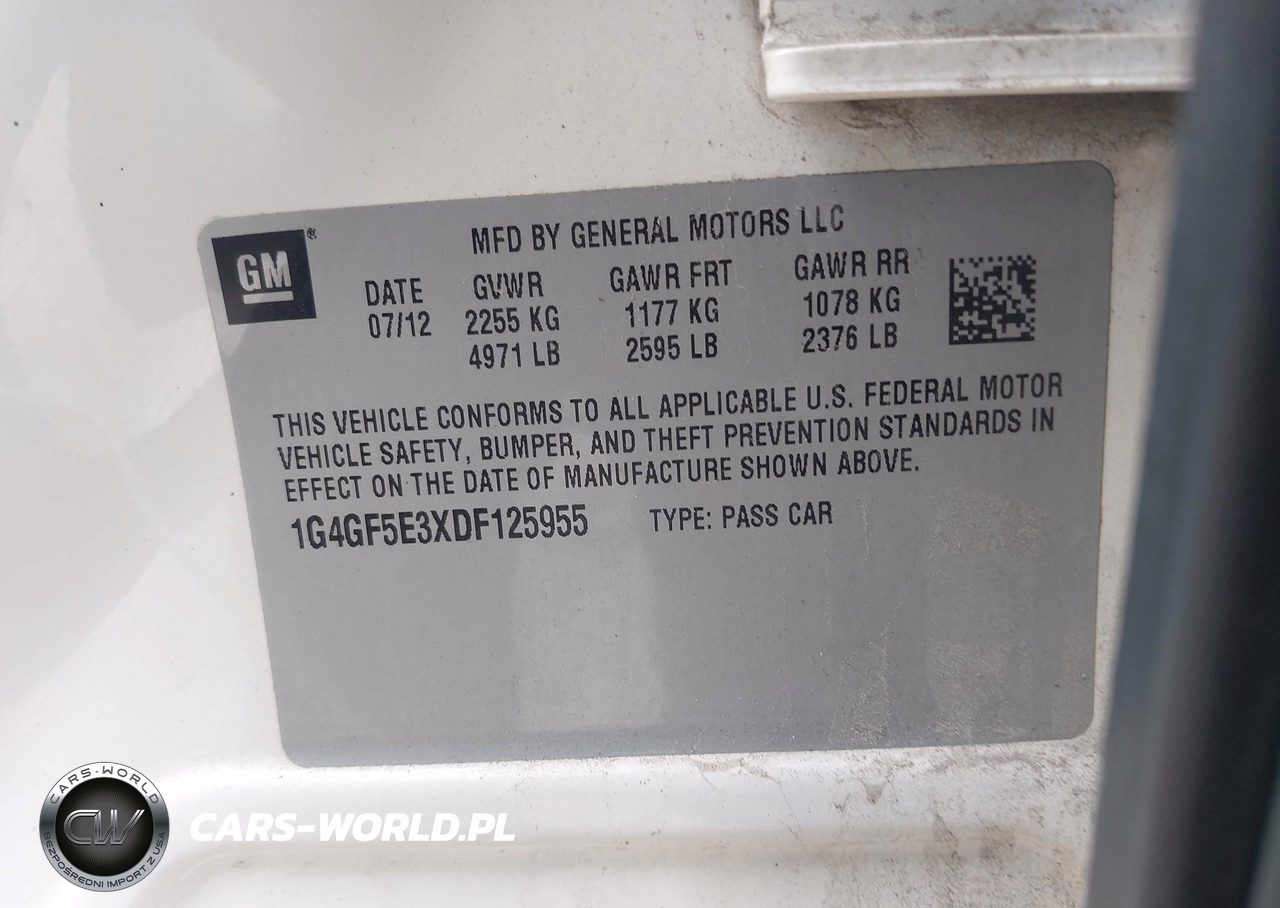 GM®
MFD BY GENERAL MOTORS LLC
DATE GVWR GAWR FRT GAWR RR
07/12 2255 KG 1177 KG 1078 KG
4971 LB 2595 LB 2376 LB
THIS VEHICLE CONFORMS TO ALL APPLICABLE U.S. FEDERAL MOTOR
VEHICLE SAFETY, BUMPER, AND THEFT PREVENTION STANDARDS IN
EFFECT ON THE DATE OF MANUFACTURE SHOWN ABOVE.
1G4GF5E3XDF125955 TYPE: PASS CAR
CARS-WORLD
CW
BEZPOŚREDNI IMPORT Z USA
CARS-WORLD.PL